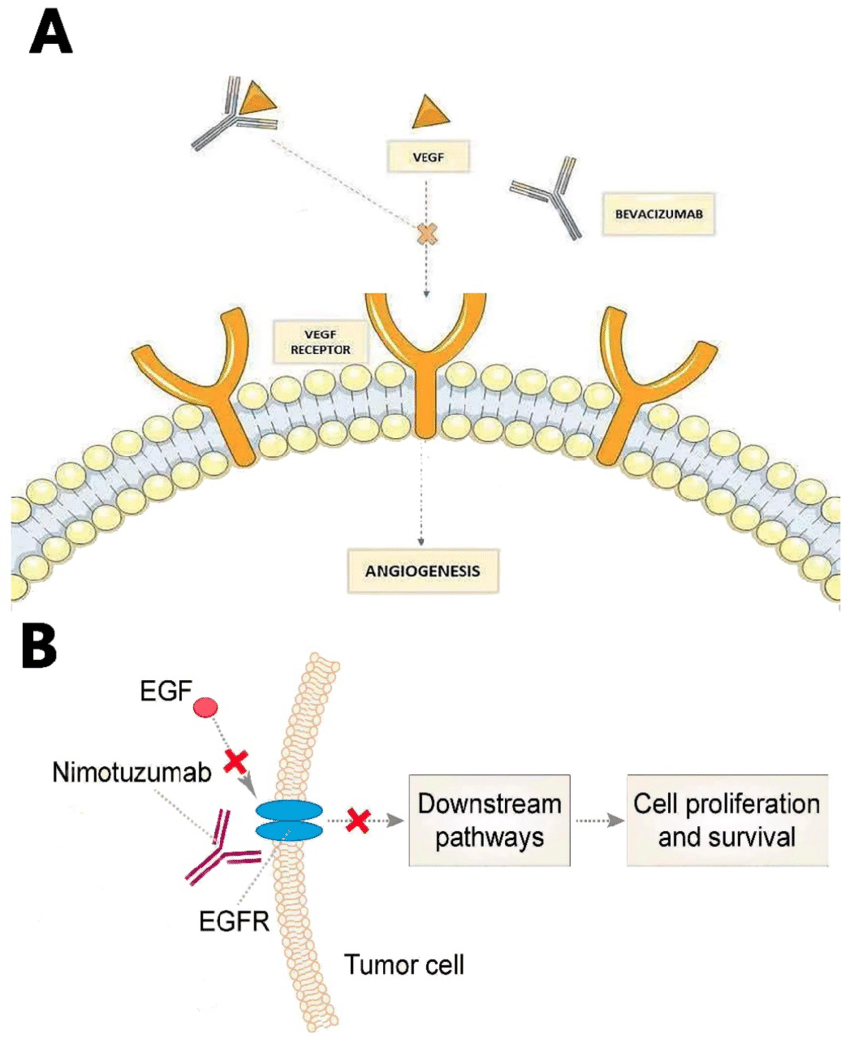 A
VEGF
BEVACIZUMAB
VEGF
RECEPTOR
ANGIOGENESIS
B
EGF
Nimotuzumab
Downstream
pathways
Cell proliferation
and survival
EGFR
Tumor cell